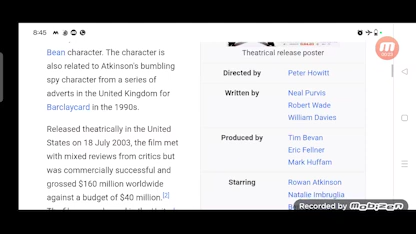 8:45
Bean character. The character is
also related to Atkinson's bumbling
spy character from a series of
adverts in the United Kingdom for
Barclaycard in the 1990s.
Released theatrically in the United
States on 18 July 2003, the film met
with mixed reviews from critics but
was commercially successful and
grossed $160 million worldwide
against a budget of $40 million.[2]
Theatrical release poster
Directed by Peter Howitt
Written by Neal Purvis
Robert Wade
William Davies
Produced by Tim Bevan
Eric Fellner
Mark Huffam
Starring Rowan Atkinson
Natalie Imbruglia
Recorded by Mobizen